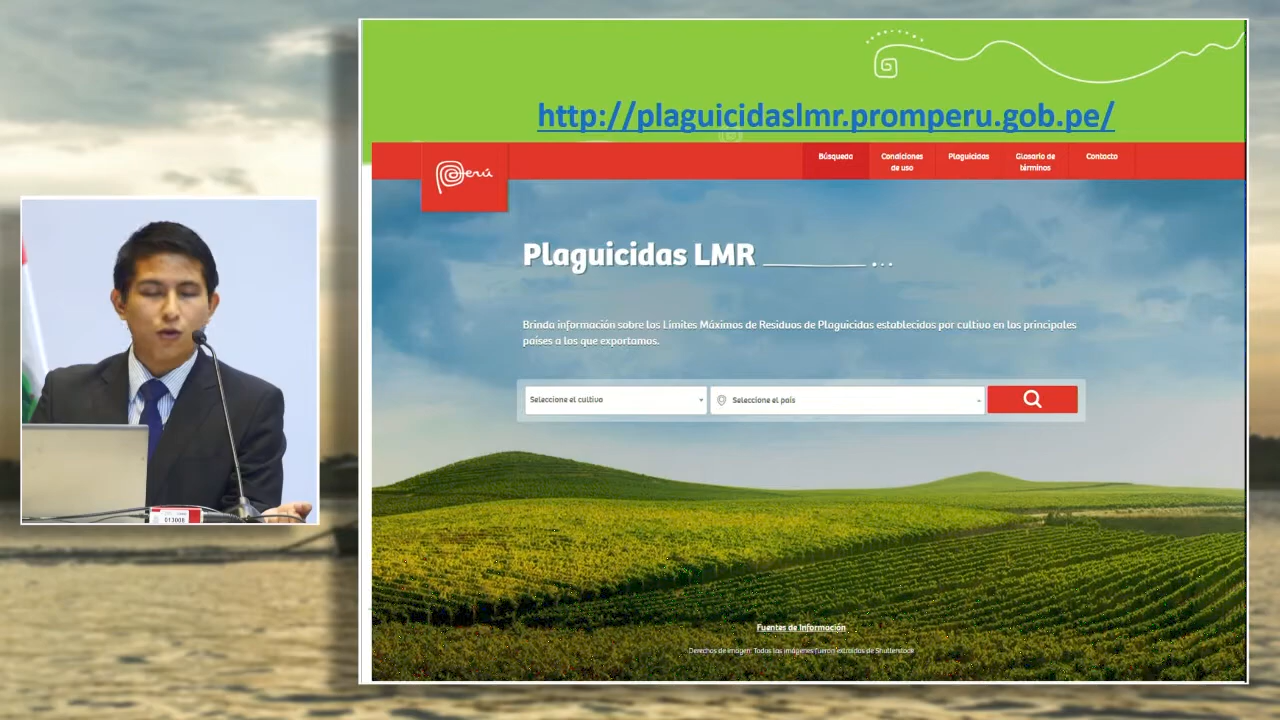 http://plaguicidaslmr.promperu.gob.pe/
Perú
Búsqueda
Condiciones
de uso
Plaguicidas
Glosario de
términos
Contacto
Plaguicidas LMR
Brinda información sobre los Límites Máximos de Residuos de Plaguicidas establecidos por cultivo en los principales
países a los que exportamos.
Seleccione el cultivo
Seleccione el país
Fuentes de Información
Derechos de imagen: Todas las imágenes fueron extraídas de Shutterstock
013008